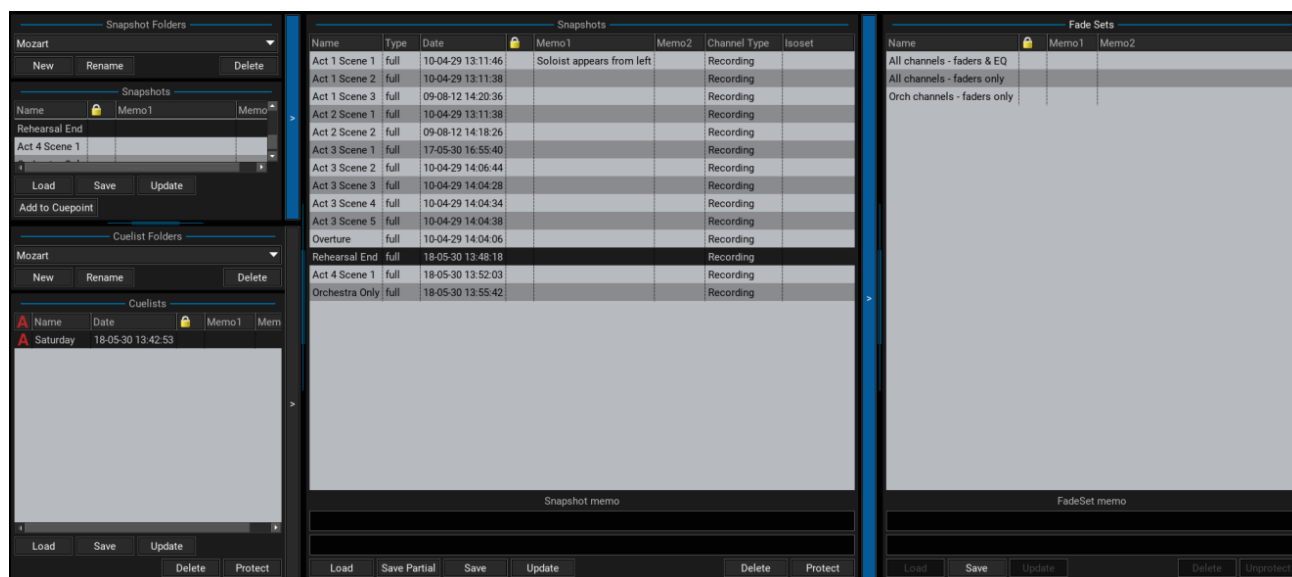 Snapshot Folders
Mozart
New Rename Delete
Snapshots
Name Memo1 Memo
Rehearsal End
Act 4 Scene 1
Load Save Update
Add to Cuepoint
Cuelist Folders
Mozart
New Rename Delete
Cuelists
A Name Date Memo1 Mem
A Saturday 18-05-30 13:42:53
Load Save Update
Delete Protect
Snapshots
Name Type Date Memo1 Memo2 Channel Type Isoset
Act 1 Scene 1 full 10-04-29 13:11:46 Soloist appears from left Recording
Act 1 Scene 2 full 10-04-29 13:11:38 Recording
Act 1 Scene 3 full 09-08-12 14:20:36 Recording
Act 2 Scene 1 full 10-04-29 13:11:38 Recording
Act 2 Scene 2 full 09-08-12 14:18:26 Recording
Act 3 Scene 1 full 17-05-30 16:55:40 Recording
Act 3 Scene 2 full 10-04-29 14:06:44 Recording
Act 3 Scene 3 full 10-04-29 14:04:28 Recording
Act 3 Scene 4 full 10-04-29 14:04:34 Recording
Act 3 Scene 5 full 10-04-29 14:04:38 Recording
Overture full 10-04-29 14:04:06 Recording
Rehearsal End full 18-05-30 13:48:18 Recording
Act 4 Scene 1 full 18-05-30 13:52:03 Recording
Orchestra Only full 18-05-30 13:55:42 Recording
Snapshot memo
Load Save Partial Save Update Delete Protect
Fade Sets
Name Memo1 Memo2
All channels - faders & EQ
All channels - faders only
Orch channels - faders only
FadeSet memo
Load Save Update Delete Unprotect